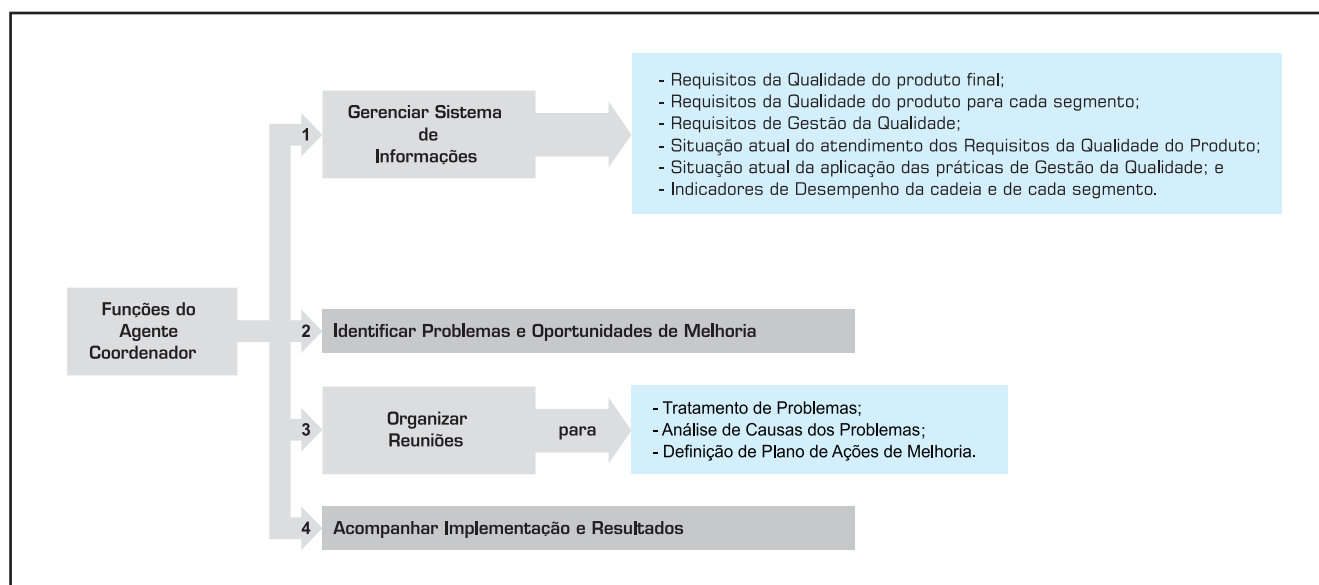 Funções do
Agente
Coordenador
1
Gerenciar Sistema
de
Informações
- Requisitos da Qualidade do produto final;
- Requisitos da Qualidade do produto para cada segmento;
- Requisitos de Gestão da Qualidade;
- Situação atual do atendimento dos Requisitos da Qualidade do Produto;
- Situação atual da aplicação das práticas de Gestão da Qualidade; e
- Indicadores de Desempenho da cadeia e de cada segmento.
2
Identificar Problemas e Oportunidades de Melhoria
3
Organizar
Reuniões
para
- Tratamento de Problemas;
- Análise de Causas dos Problemas;
- Definição de Plano de Ações de Melhoria.
4
Acompanhar Implementação e Resultados